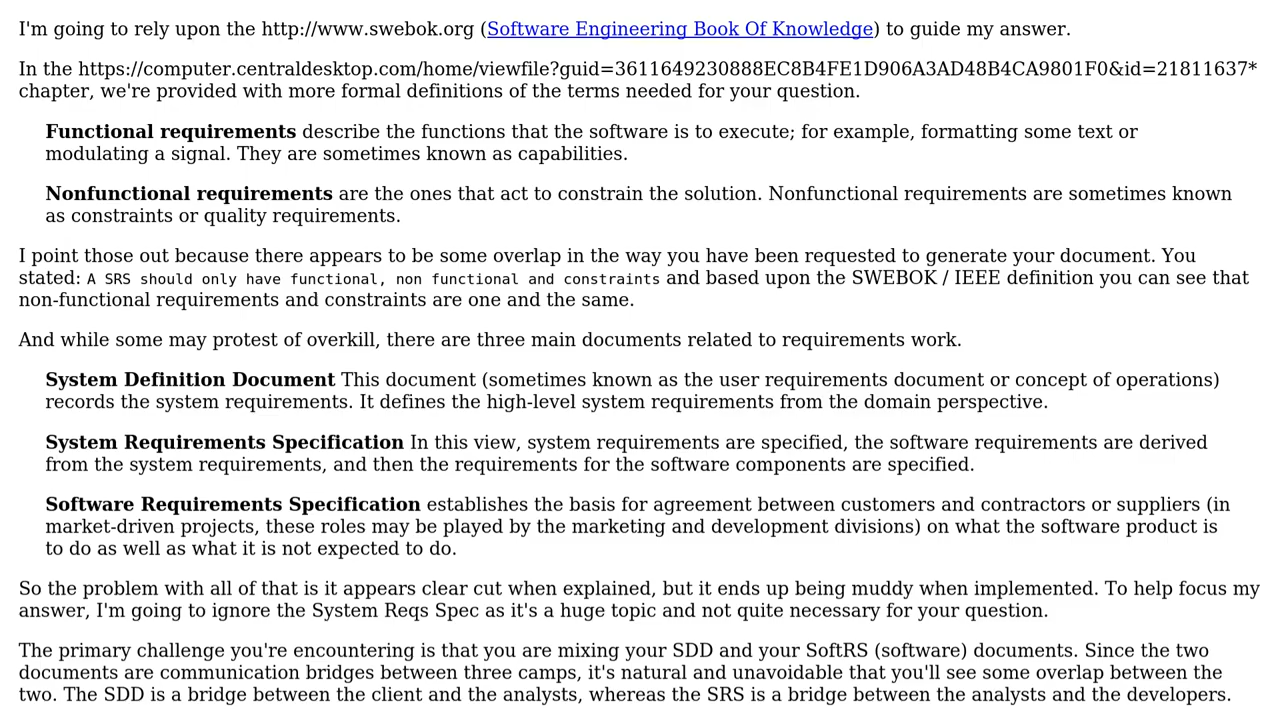 I'm going to rely upon the http://www.swebok.org (Software Engineering Book Of Knowledge) to guide my answer.
In the https://computer.centraldesktop.com/home/viewfile?guid=3611649230888EC8B4FE1D906A3AD48B4CA9801F0&id=21811637*
chapter, we're provided with more formal definitions of the terms needed for your question.
Functional requirements describe the functions that the software is to execute; for example, formatting some text or
modulating a signal. They are sometimes known as capabilities.
Nonfunctional requirements are the ones that act to constrain the solution. Nonfunctional requirements are sometimes known
as constraints or quality requirements.
I point those out because there appears to be some overlap in the way you have been requested to generate your document. You
stated: A SRS should only have functional, non functional and constraints and based upon the SWEBOK / IEEE definition you can see that
non-functional requirements and constraints are one and the same.
And while some may protest of overkill, there are three main documents related to requirements work.
System Definition Document This document (sometimes known as the user requirements document or concept of operations)
records the system requirements. It defines the high-level system requirements from the domain perspective.
System Requirements Specification In this view, system requirements are specified, the software requirements are derived
from the system requirements, and then the requirements for the software components are specified.
Software Requirements Specification establishes the basis for agreement between customers and contractors or suppliers (in
market-driven projects, these roles may be played by the marketing and development divisions) on what the software product is
to do as well as what it is not expected to do.
So the problem with all of that is it appears clear cut when explained, but it ends up being muddy when implemented. To help focus my
answer, I'm going to ignore the System Reqs Spec as it's a huge topic and not quite necessary for your question.
The primary challenge you're encountering is that you are mixing your SDD and your SoftRS (software) documents. Since the two
documents are communication bridges between three camps, it's natural and unavoidable that you'll see some overlap between the
two. The SDD is a bridge between the client and the analysts, whereas the SRS is a bridge between the analysts and the developers.